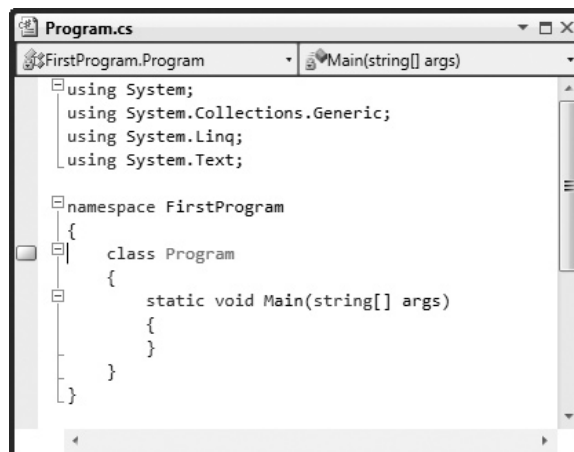 Program.cs
FirstProgram.Program
Main(string[] args)
using System;
using System.Collections.Generic;
using System.Linq;
using System.Text;
namespace FirstProgram
{
class Program
{
static void Main(string[] args)
{
}
}
}